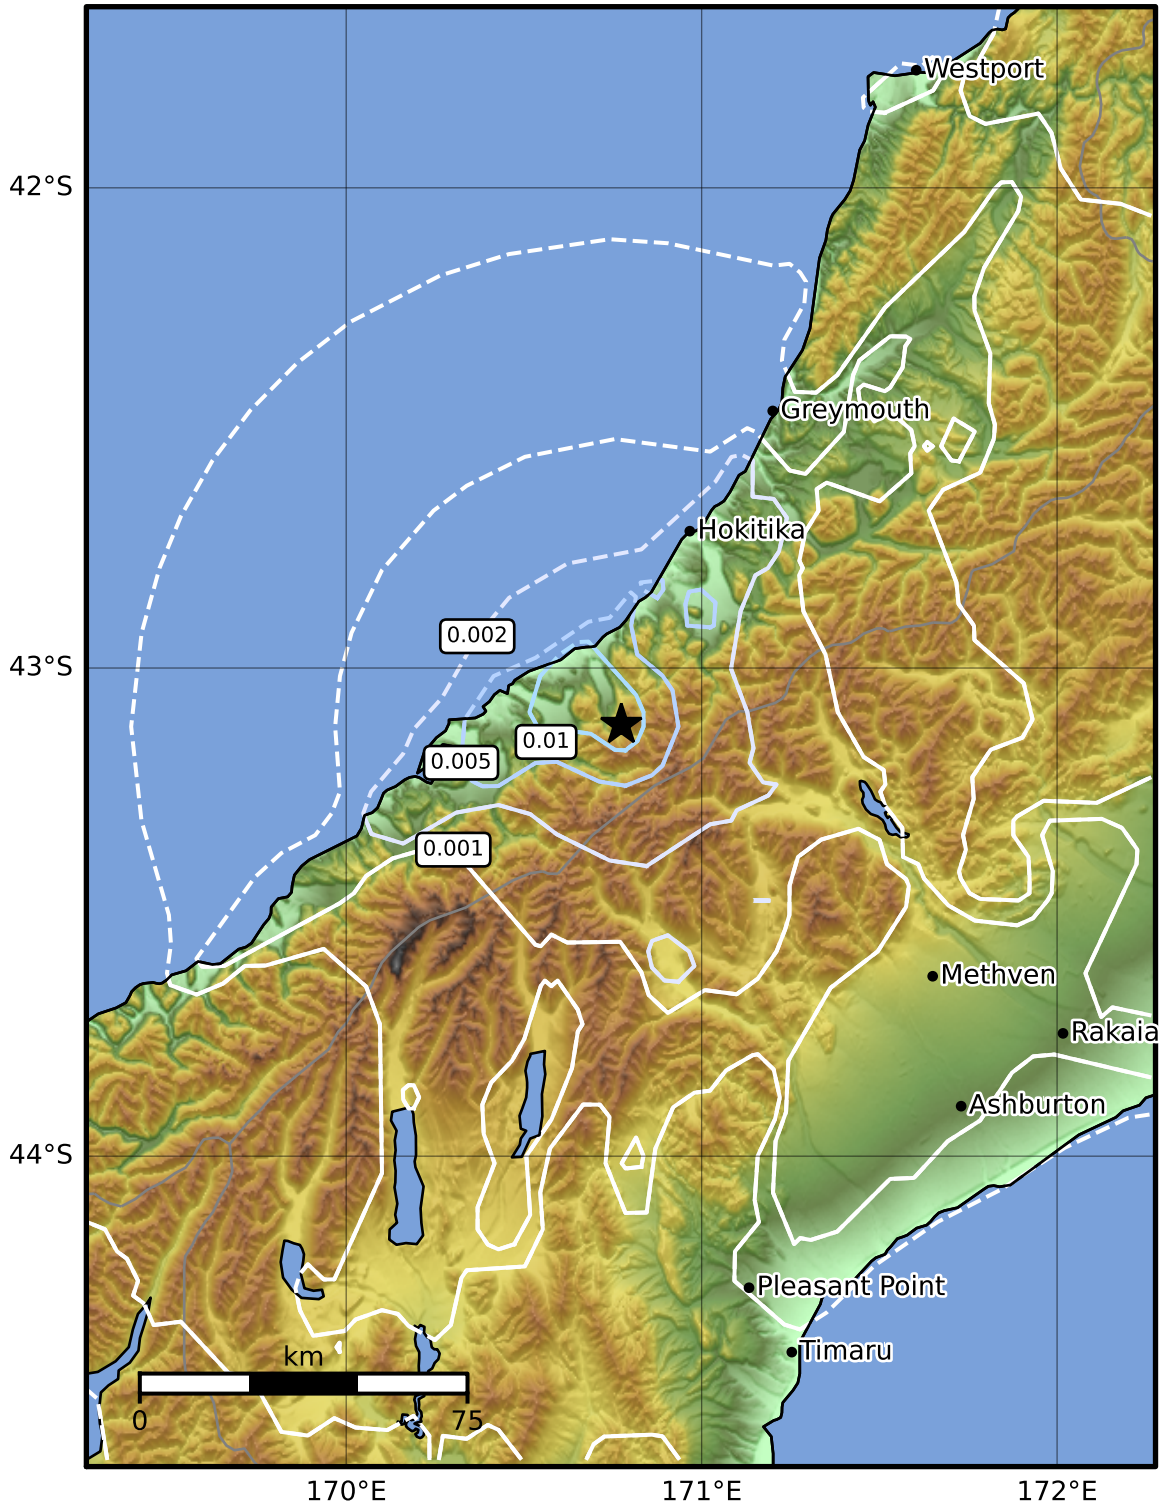 Westport
42°S
Greymouth
Hokitika
0.002
43°S
0.01
0.005
0.001
Methven
Rakaia
Ashburton
44°S
Pleasant Point
Timaru
km
0
75
170°E
171°E
172°E